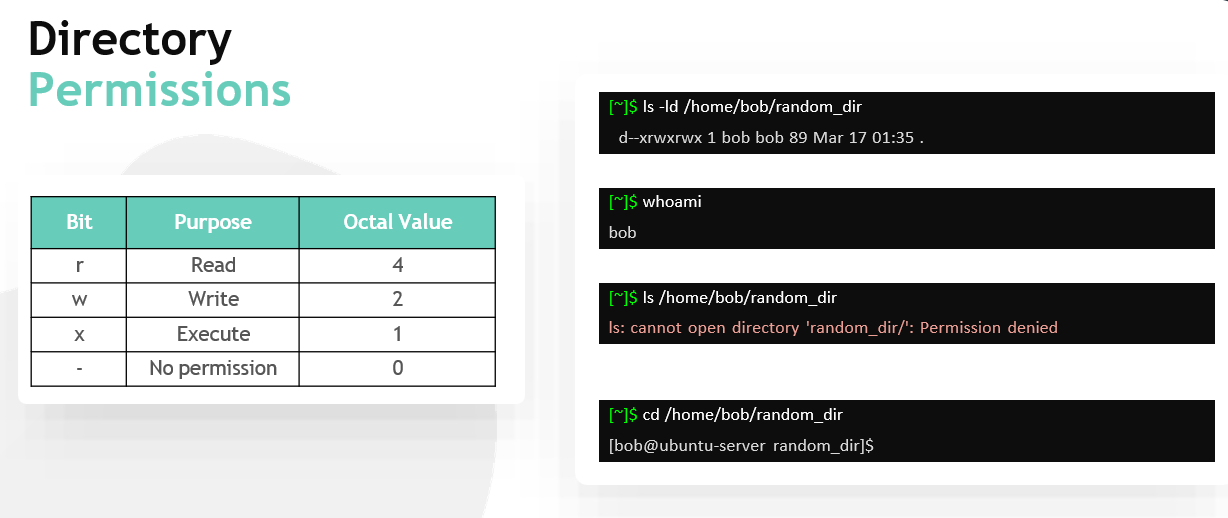 Directory
Permissions
Bit Purpose Octal Value
r Read 4
w Write 2
x Execute 1
- No permission 0
[~]$ ls -ld /home/bob/random_dir
d--xrwxrwx 1 bob bob 89 Mar 17 01:35 .
[~]$ whoami
bob
[~]$ ls /home/bob/random_dir
ls: cannot open directory 'random_dir/': Permission denied
[~]$ cd /home/bob/random_dir
[bob@ubuntu-server random_dir]$